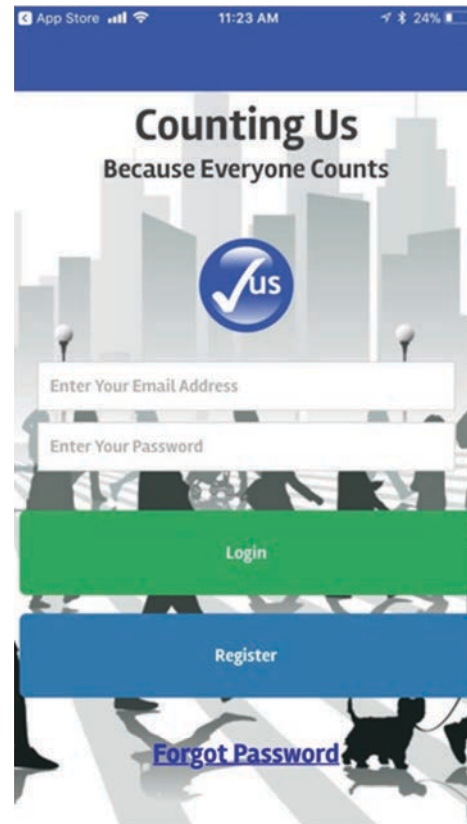 App Store 11:23 AM 24%
Counting Us
Because Everyone Counts
us
Enter Your Email Address
Enter Your Password
Login
Register
Forgot Password